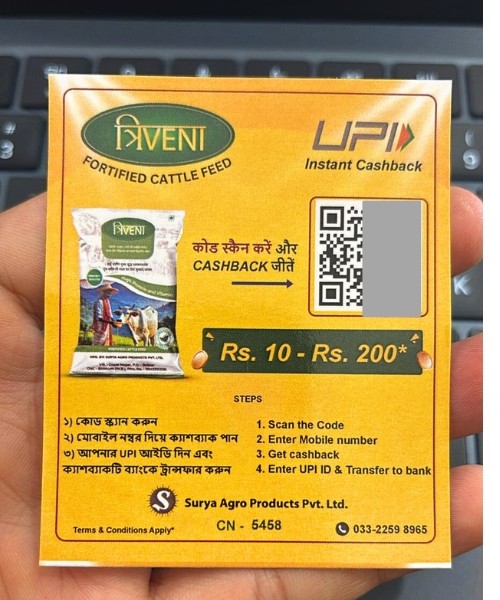 त्रिVENI
FORTIFIED CATTLE FEED
UPI
Instant Cashback
त्रिVENI
कोड स्कैन करें और
CASHBACK जीतें
Rs. 10 - Rs. 200*
STEPS
১) কোড স্ক্যান করুন
২) মোবাইল নম্বর দিয়ে ক্যাশব্যাক পান
৩) আপনার UPI আইডি দিন এবং
ক্যাশব্যাকটি ব্যাংকে ট্রান্সফার করুন
1. Scan the Code
2. Enter Mobile number
3. Get cashback
4. Enter UPI ID & Transfer to bank
S
Surya Agro Products Pvt. Ltd.
Terms & Conditions Apply*
CN - 5458
033-2259 8965